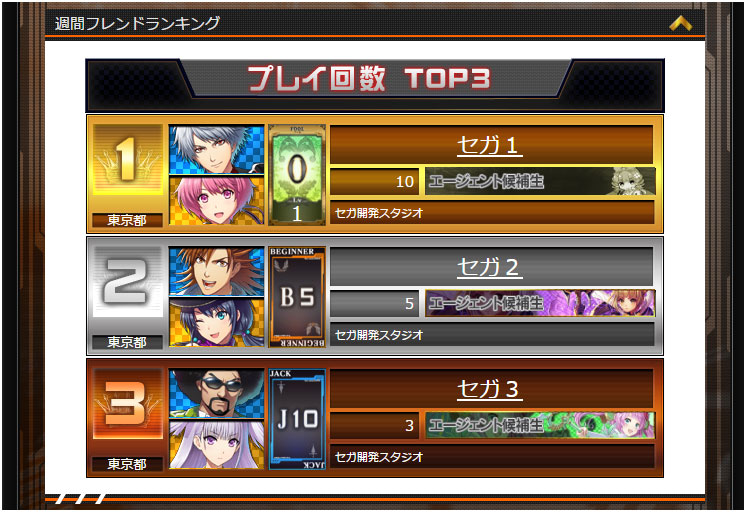 週間フレンドランキング
プレイ回数 TOP3
1
東京都
FOOL
0
Lv.
1
セガ１
10
エージェント候補生
セガ開発スタジオ
2
東京都
BEGINNER
B5
BEGINNER
セガ２
5
エージェント候補生
セガ開発スタジオ
3
東京都
JACK
J10
JACK
セガ３
3
エージェント候補生
セガ開発スタジオ